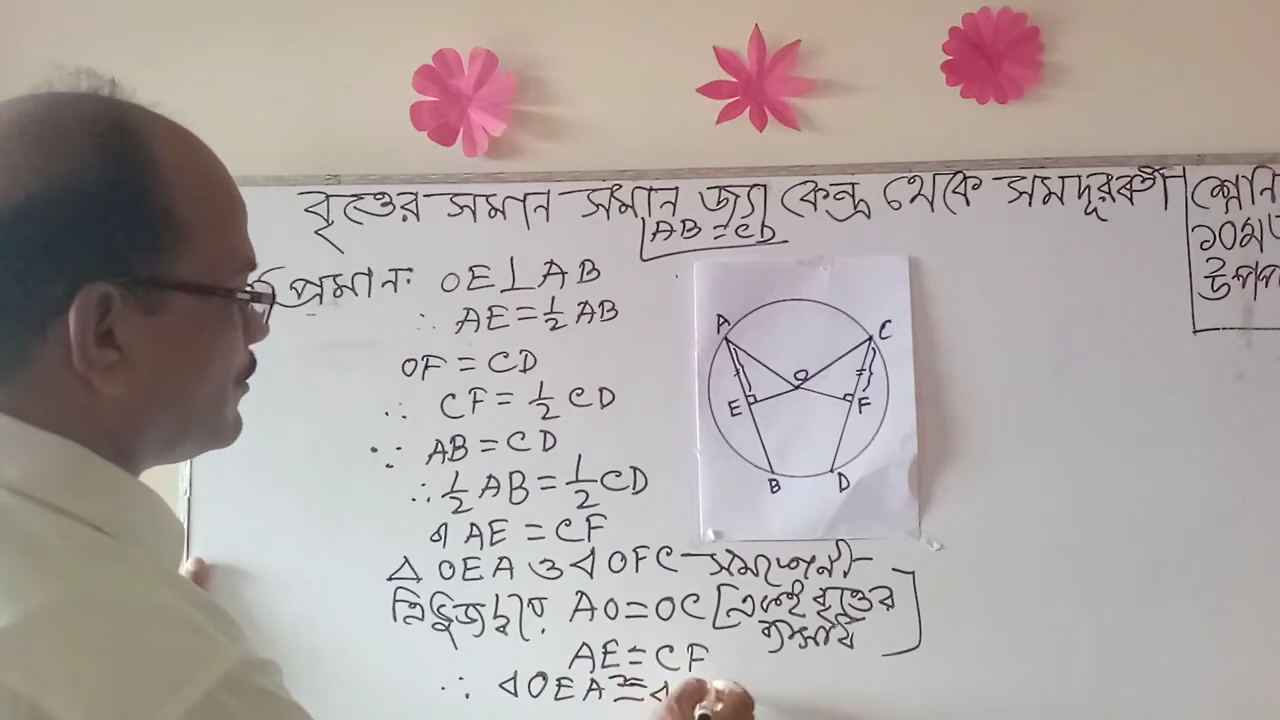 বৃত্তের সমান সমান জ্যা কেন্দ্র থেকে সমদূরবর্তী
AB = CD
শ্রেনি
১০ম
উপপ
প্রমান: OE⊥AB
∴ AE = 1/2 AB
OF = CD
∴ CF = 1/2 CD
∵ AB = CD
∴ 1/2 AB = 1/2 CD
বা AE = CF
△ OEA ও △ OFC সমকোনী
ত্রিভুজদ্বয়ে AO = OC [একই বৃত্তের
ব্যাসার্ধ]
AE = CF
∴ △OEA ≅ △
A
C
O
E
F
B
D